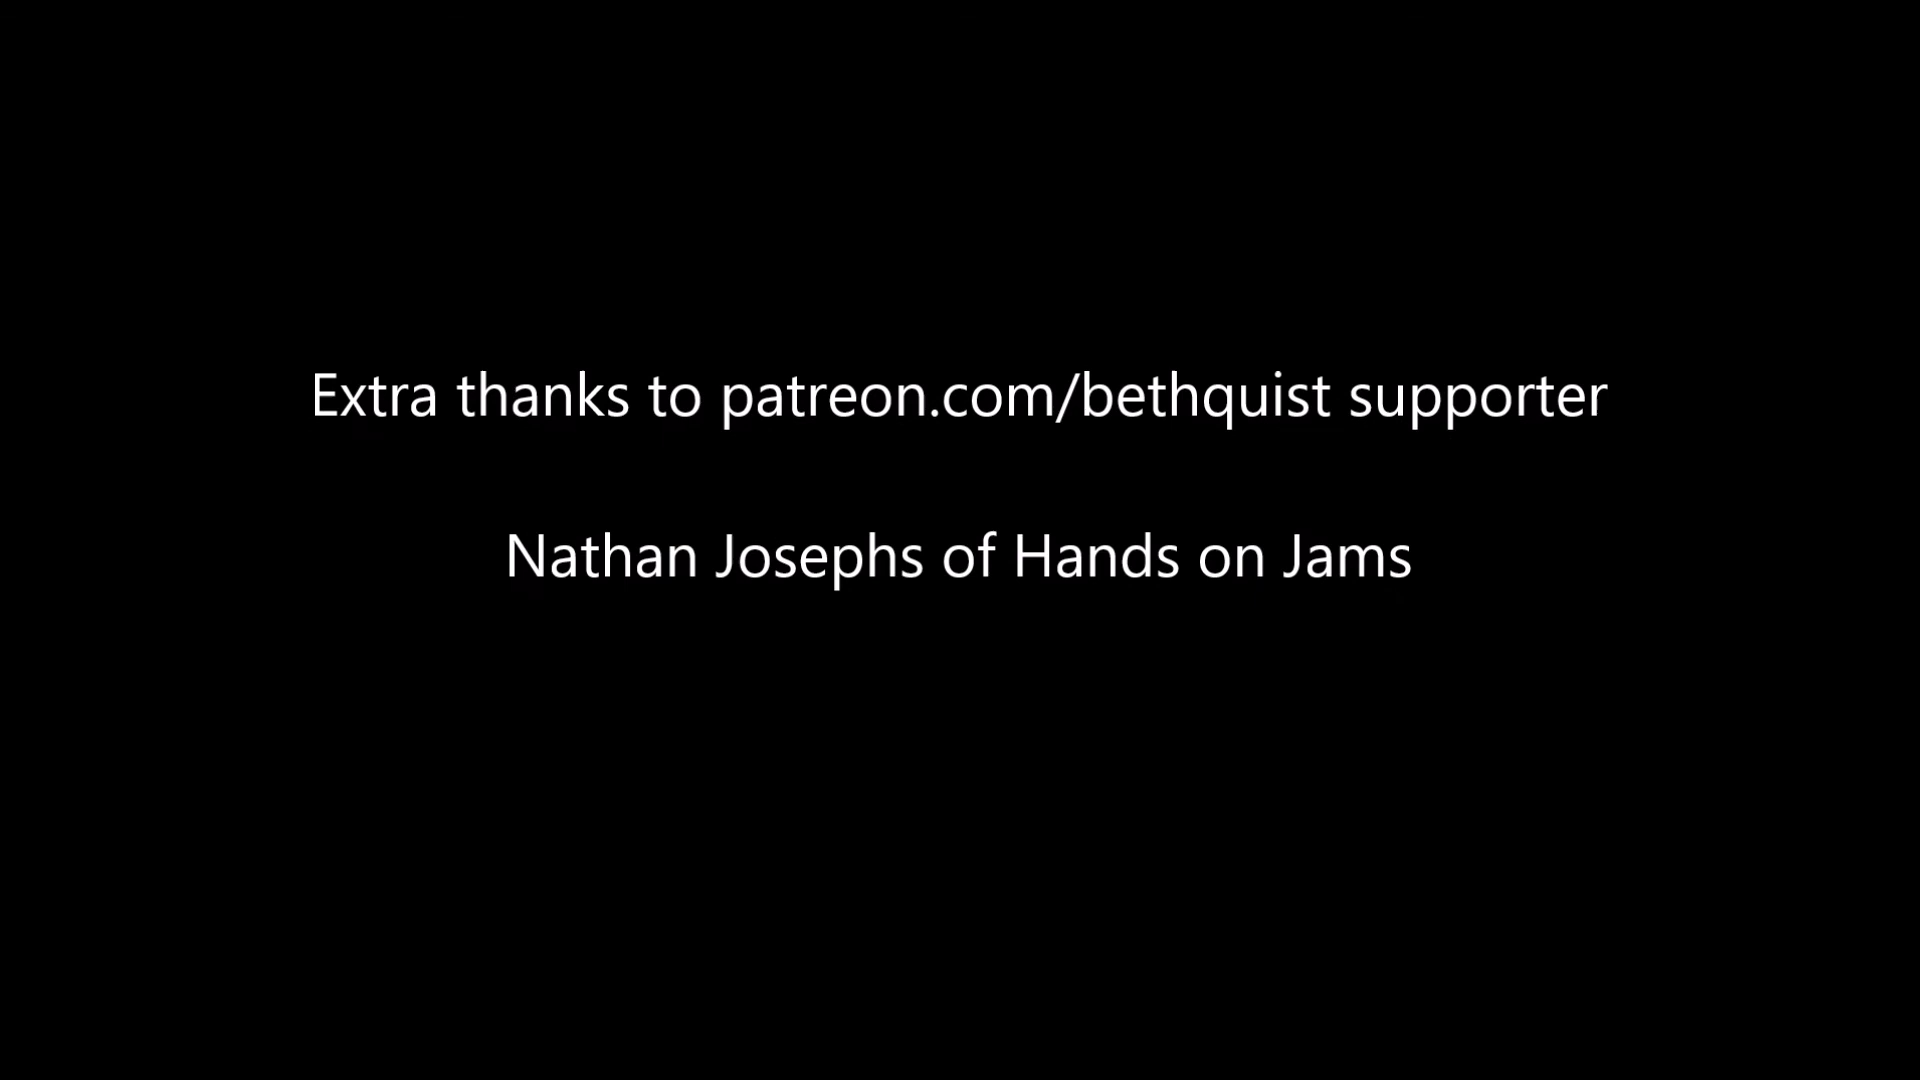 Extra thanks to patreon.com/bethquist supporter
Nathan Josephs of Hands on Jams